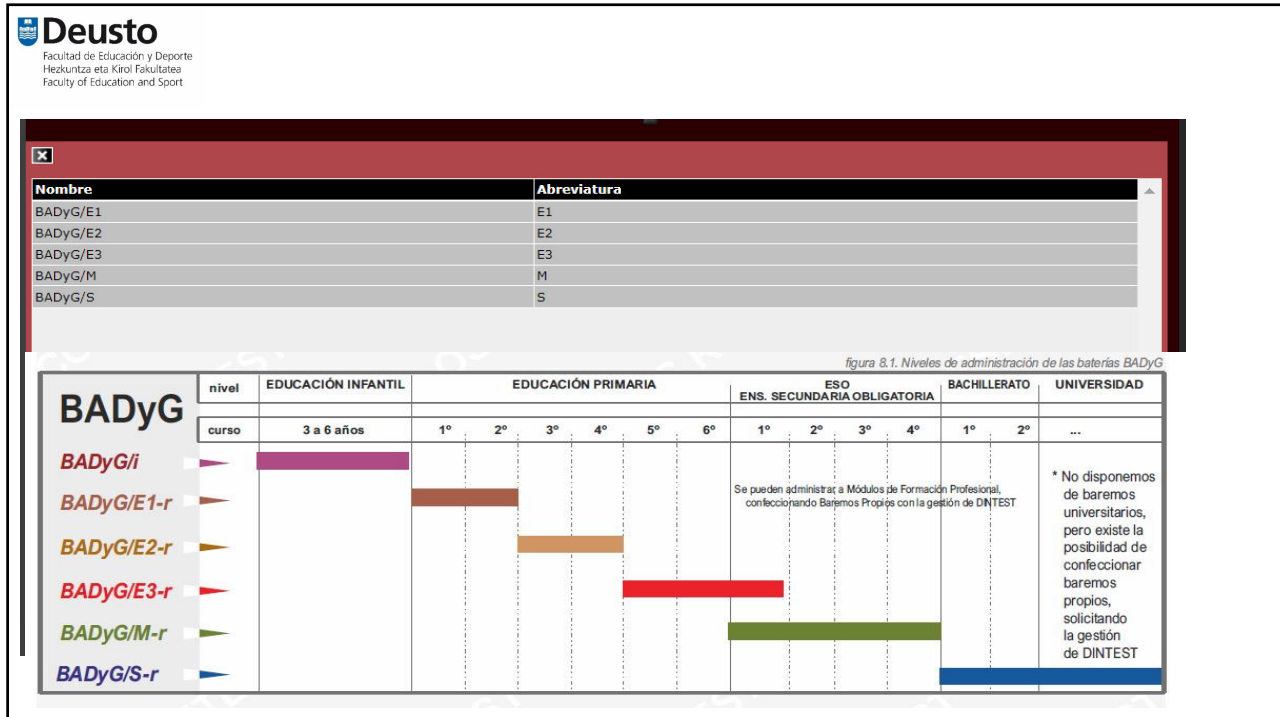 Deusto
Facultad de Educación y Deporte
Hezkuntza eta Kirol Fakultatea
Faculty of Education and Sport
Nombre Abreviatura
BADyG/E1 E1
BADyG/E2 E2
BADyG/E3 E3
BADyG/M M
BADyG/S S
figura 8.1. Niveles de administración de las baterías BADyG
BADyG
nivel EDUCACIÓN INFANTIL EDUCACIÓN PRIMARIA ESO BACHILLERATO UNIVERSIDAD
ENS. SECUNDARIA OBLIGATORIA
curso 3 a 6 años 1º 2º 3º 4º 5º 6º 1º 2º 3º 4º 1º 2º ...
BADyG/i
BADyG/E1-r
BADyG/E2-r
BADyG/E3-r
BADyG/M-r
BADyG/S-r
Se pueden administrar a Módulos de Formación Profesional,
confeccionando Baremos Propios con la gestión de DINTEST
* No disponemos
de baremos
universitarios,
pero existe la
posibilidad de
confeccionar
baremos
propios,
solicitando
la gestión
de DINTEST